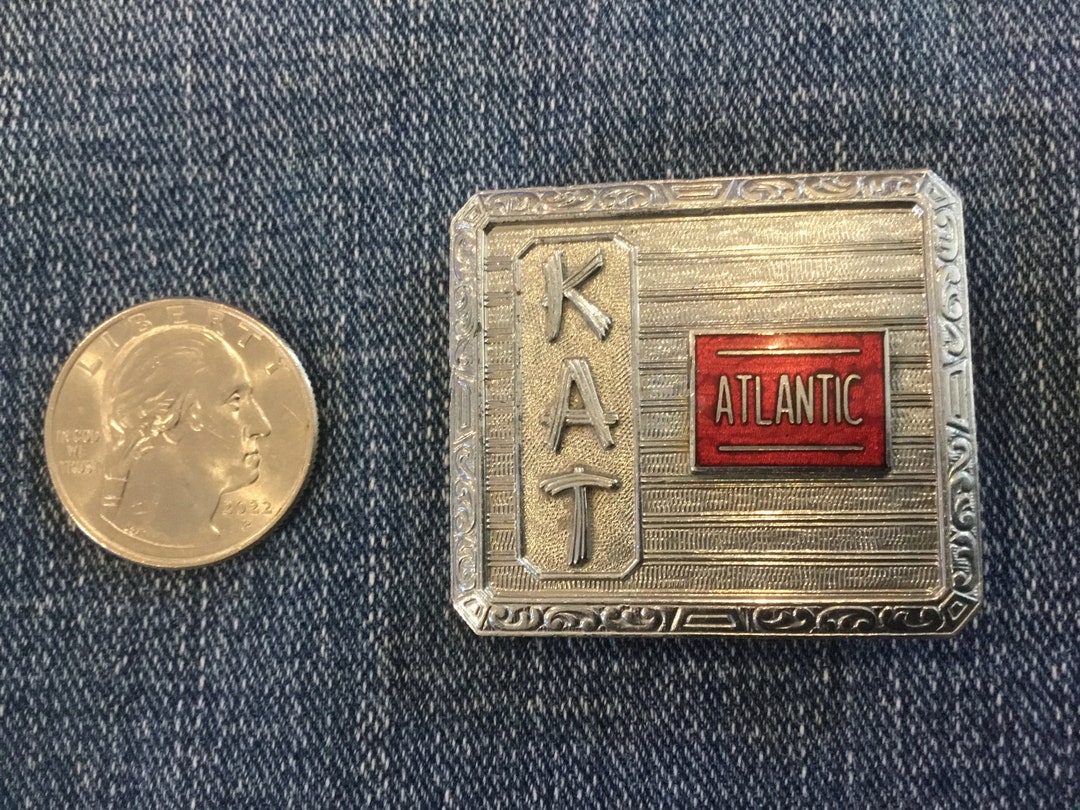 LIBERTY
IN GOD
WE
TRUST
2022
P
K
A
T
ATLANTIC